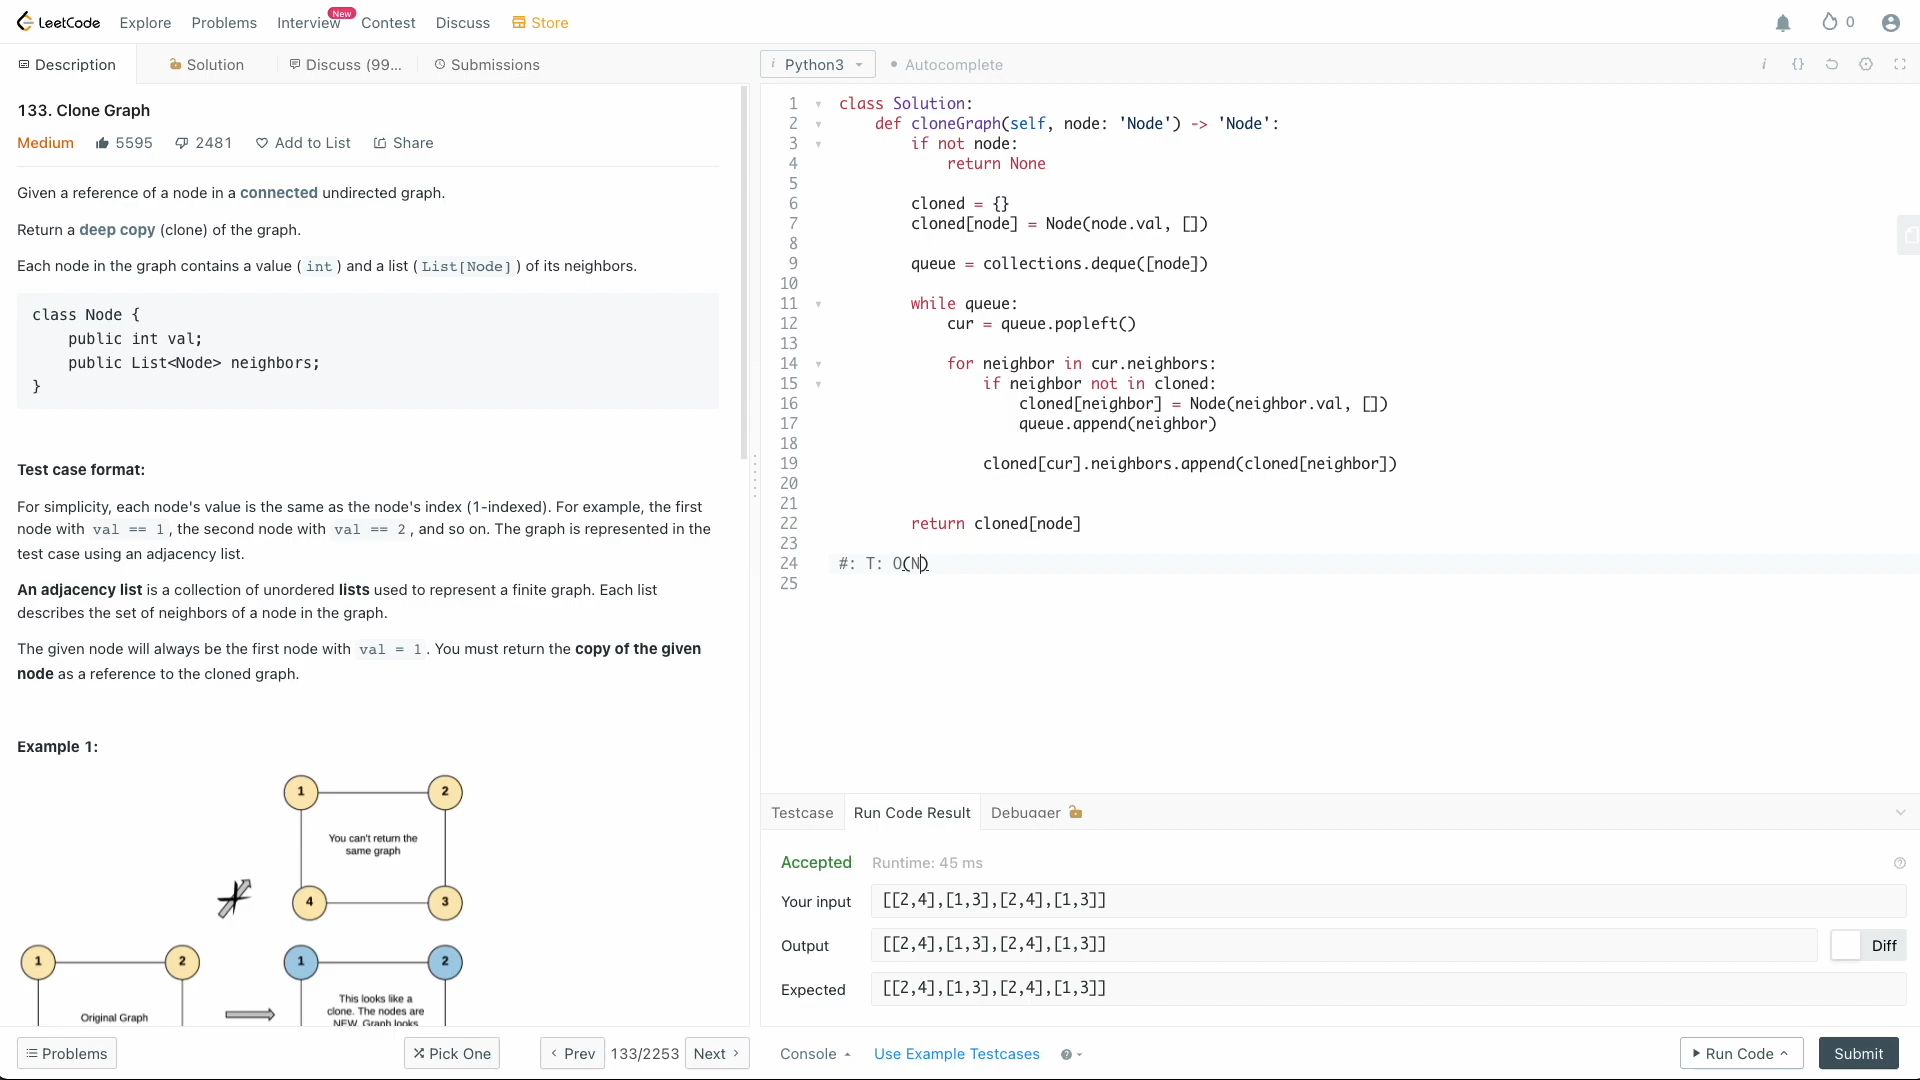 LeetCode Explore Problems Interview New Contest Discuss Store 0
Description Solution Discuss (99... Submissions
133. Clone Graph
Medium 5595 2481 Add to List Share
Given a reference of a node in a connected undirected graph.
Return a deep copy (clone) of the graph.
Each node in the graph contains a value ( int ) and a list ( List[Node] ) of its neighbors.
class Node {
    public int val;
    public List<Node> neighbors;
}
Test case format:
For simplicity, each node's value is the same as the node's index (1-indexed). For example, the first
node with val == 1 , the second node with val == 2 , and so on. The graph is represented in the
test case using an adjacency list.
An adjacency list is a collection of unordered lists used to represent a finite graph. Each list
describes the set of neighbors of a node in the graph.
The given node will always be the first node with val = 1 . You must return the copy of the given
node as a reference to the cloned graph.
Example 1:
1 2
You can't return the
same graph
4 3
1 2 1 2
This looks like a
clone. The nodes are
Original Graph
NEW. Graph looks
Problems Pick One Prev 133/2253 Next
i Python3 Autocomplete i {}
1 class Solution:
2     def cloneGraph(self, node: 'Node') -> 'Node':
3         if not node:
4             return None
5
6         cloned = {}
7         cloned[node] = Node(node.val, [])
8
9         queue = collections.deque([node])
10
11         while queue:
12             cur = queue.popleft()
13
14             for neighbor in cur.neighbors:
15                 if neighbor not in cloned:
16                     cloned[neighbor] = Node(neighbor.val, [])
17                     queue.append(neighbor)
18
19                 cloned[cur].neighbors.append(cloned[neighbor])
20
21
22         return cloned[node]
23
24 #: T: O(N)
25
Testcase Run Code Result Debugger
Accepted Runtime: 45 ms
Your input [[2,4],[1,3],[2,4],[1,3]]
Output [[2,4],[1,3],[2,4],[1,3]] Diff
Expected [[2,4],[1,3],[2,4],[1,3]]
Console Use Example Testcases ? Run Code Submit